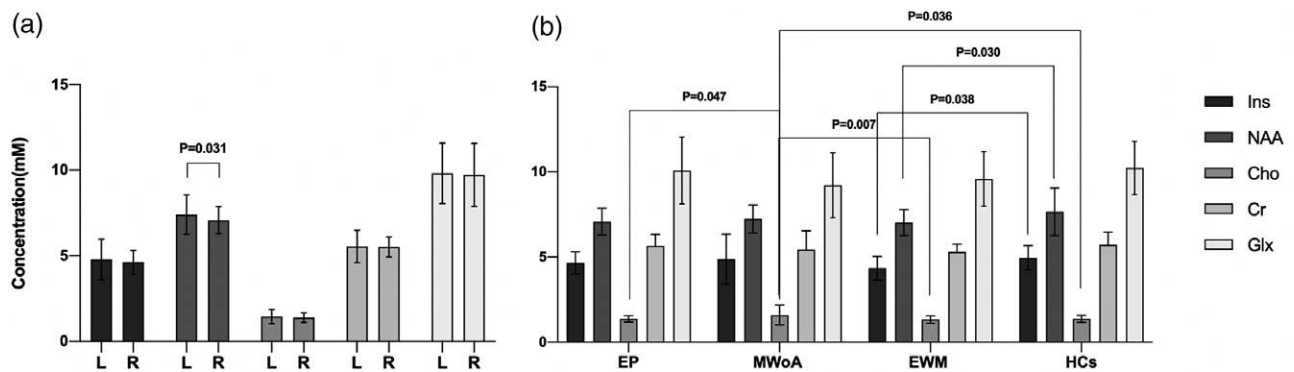 (a)
Concentration(mM)
15
10
5
0
P=0.031
L R L R L R L R L R
(b)
P=0.036
P=0.030
P=0.047
P=0.038
P=0.007
15
10
5
0
EP MWoA EWM HCs
Ins
NAA
Cho
Cr
Glx